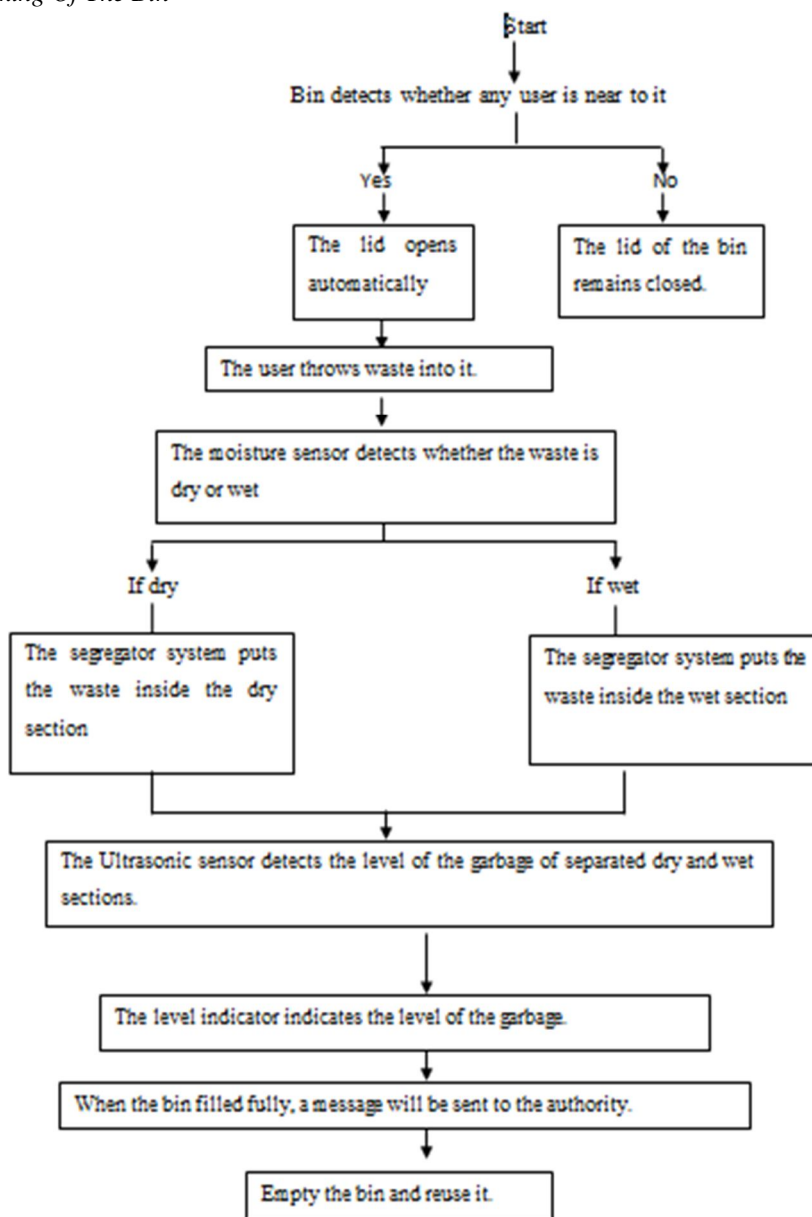 Of The Bin
Start
Bin detects whether any user is near to it
Yes
No
The lid opens
automatically
The lid of the bin
remains closed.
The user throws waste into it.
The moisture sensor detects whether the waste is
dry or wet
If dry
If wet
The segregator system puts
the waste inside the dry
section
The segregator system puts the
waste inside the wet section
The Ultrasonic sensor detects the level of the garbage of separated dry and wet
sections.
The level indicator indicates the level of the garbage.
When the bin filled fully, a message will be sent to the authority.
Empty the bin and reuse it.